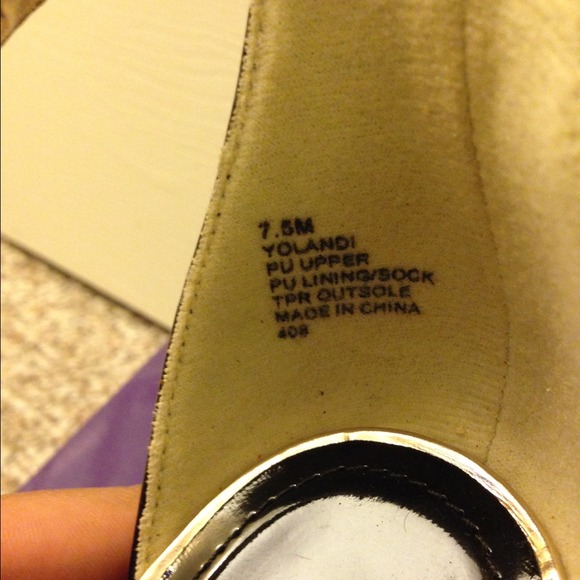 7.5M
YOLANDI
PU UPPER
PU LINING/SOCK
TPR OUTSOLE
MADE IN CHINA
408